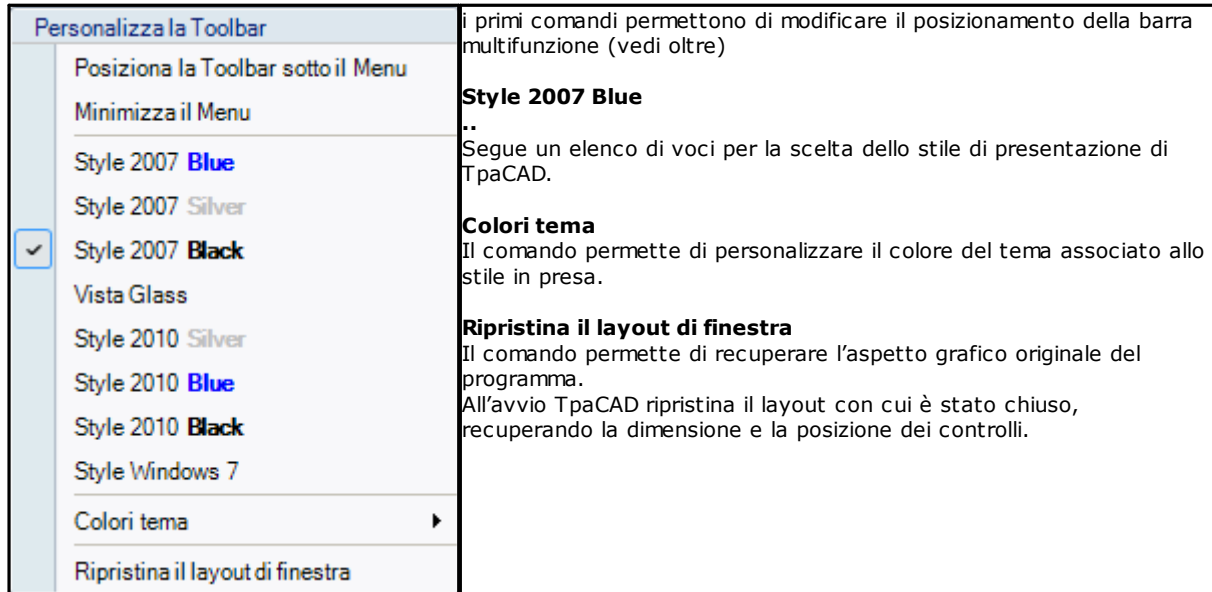 Personalizza la Toolbar
Posiziona la Toolbar sotto il Menu
Minimizza il Menu
Style 2007 Blue
Style 2007 Silver
Style 2007 Black
Vista Glass
Style 2010 Silver
Style 2010 Blue
Style 2010 Black
Style Windows 7
Colori tema
Ripristina il layout di finestra
i primi comandi permettono di modificare il posizionamento della barra
multifunzione (vedi oltre)
Style 2007 Blue
..
Segue un elenco di voci per la scelta dello stile di presentazione di
TpaCAD.
Colori tema
Il comando permette di personalizzare il colore del tema associato allo
stile in presa.
Ripristina il layout di finestra
Il comando permette di recuperare l’aspetto grafico originale del
programma.
All’avvio TpaCAD ripristina il layout con cui è stato chiuso,
recuperando la dimensione e la posizione dei controlli.